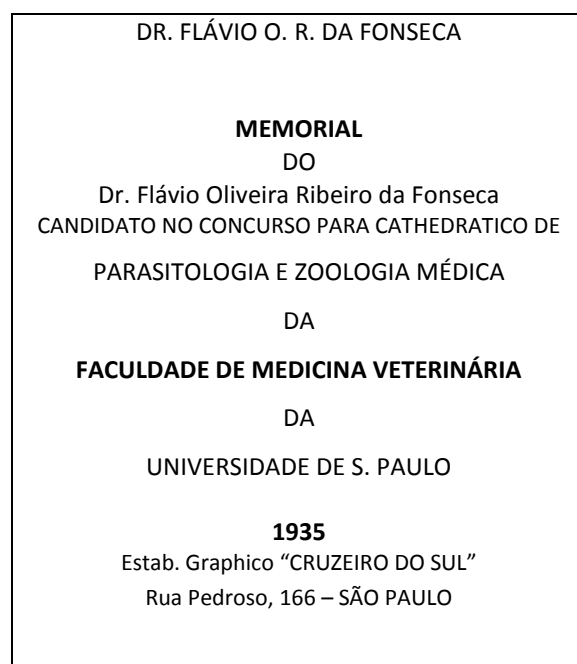 DR. FLÁVIO O. R. DA FONSECA
MEMORIAL
DO
Dr. Flávio Oliveira Ribeiro da Fonseca
CANDIDATO NO CONCURSO PARA CATHEDRATICO DE
PARASITOLOGIA E ZOOLOGIA MÉDICA
DA
FACULDADE DE MEDICINA VETERINÁRIA
DA
UNIVERSIDADE DE S. PAULO
1935
Estab. Graphico “CRUZEIRO DO SUL”
Rua Pedroso, 166 – SÃO PAULO